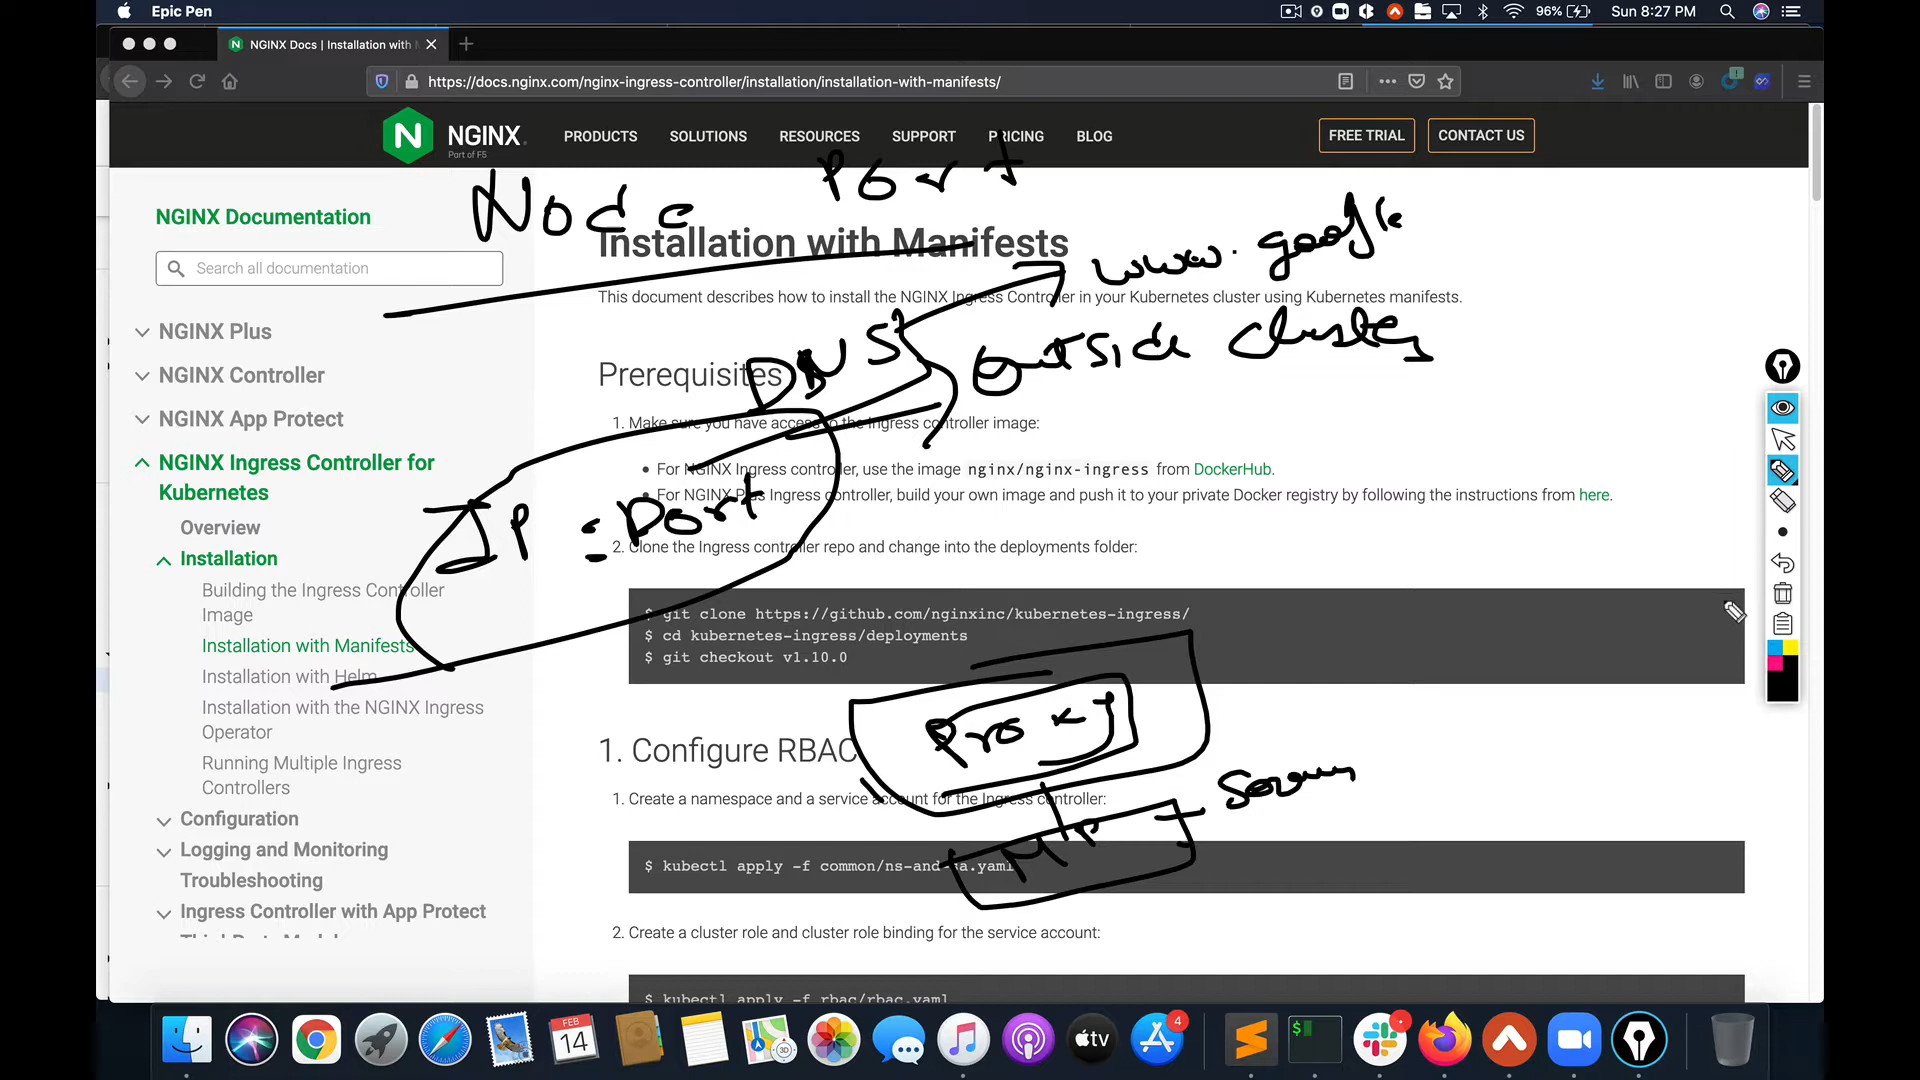 Epic Pen
96%
Sun 8:27 PM
NGINX Docs | Installation with
https://docs.nginx.com/nginx-ingress-controller/installation/installation-with-manifests/
NGINX
Part of F5
PRODUCTS
SOLUTIONS
RESOURCES
SUPPORT
PRICING
BLOG
FREE TRIAL
CONTACT US
Node Port
NGINX Documentation
Search all documentation
NGINX Plus
NGINX Controller
NGINX App Protect
NGINX Ingress Controller for
Kubernetes
Overview
Installation
Building the Ingress Controller
Image
Installation with Manifests
Installation with Helm
Installation with the NGINX Ingress
Operator
Running Multiple Ingress
Controllers
Configuration
Logging and Monitoring
Troubleshooting
Ingress Controller with App Protect
Installation with Manifests
www.google
This document describes how to install the NGINX Ingress Controller in your Kubernetes cluster using Kubernetes manifests.
DNS
outside cluster
Prerequisites
1. Make sure you have access to the Ingress controller image:
For NGINX Ingress controller, use the image nginx/nginx-ingress from DockerHub.
For NGINX Plus Ingress controller, build your own image and push it to your private Docker registry by following the instructions from here.
IP : Port
2. Clone the Ingress controller repo and change into the deployments folder:
$ git clone https://github.com/nginxinc/kubernetes-ingress/
$ cd kubernetes-ingress/deployments
$ git checkout v1.10.0
Proxy
1. Configure RBAC
1. Create a namespace and a service account for the Ingress controller:
$ kubectl apply -f common/ns-and-sa.yaml
2. Create a cluster role and cluster role binding for the service account:
$ kubectl apply -f rbac/rbac.yaml
FEB
14
tv
4